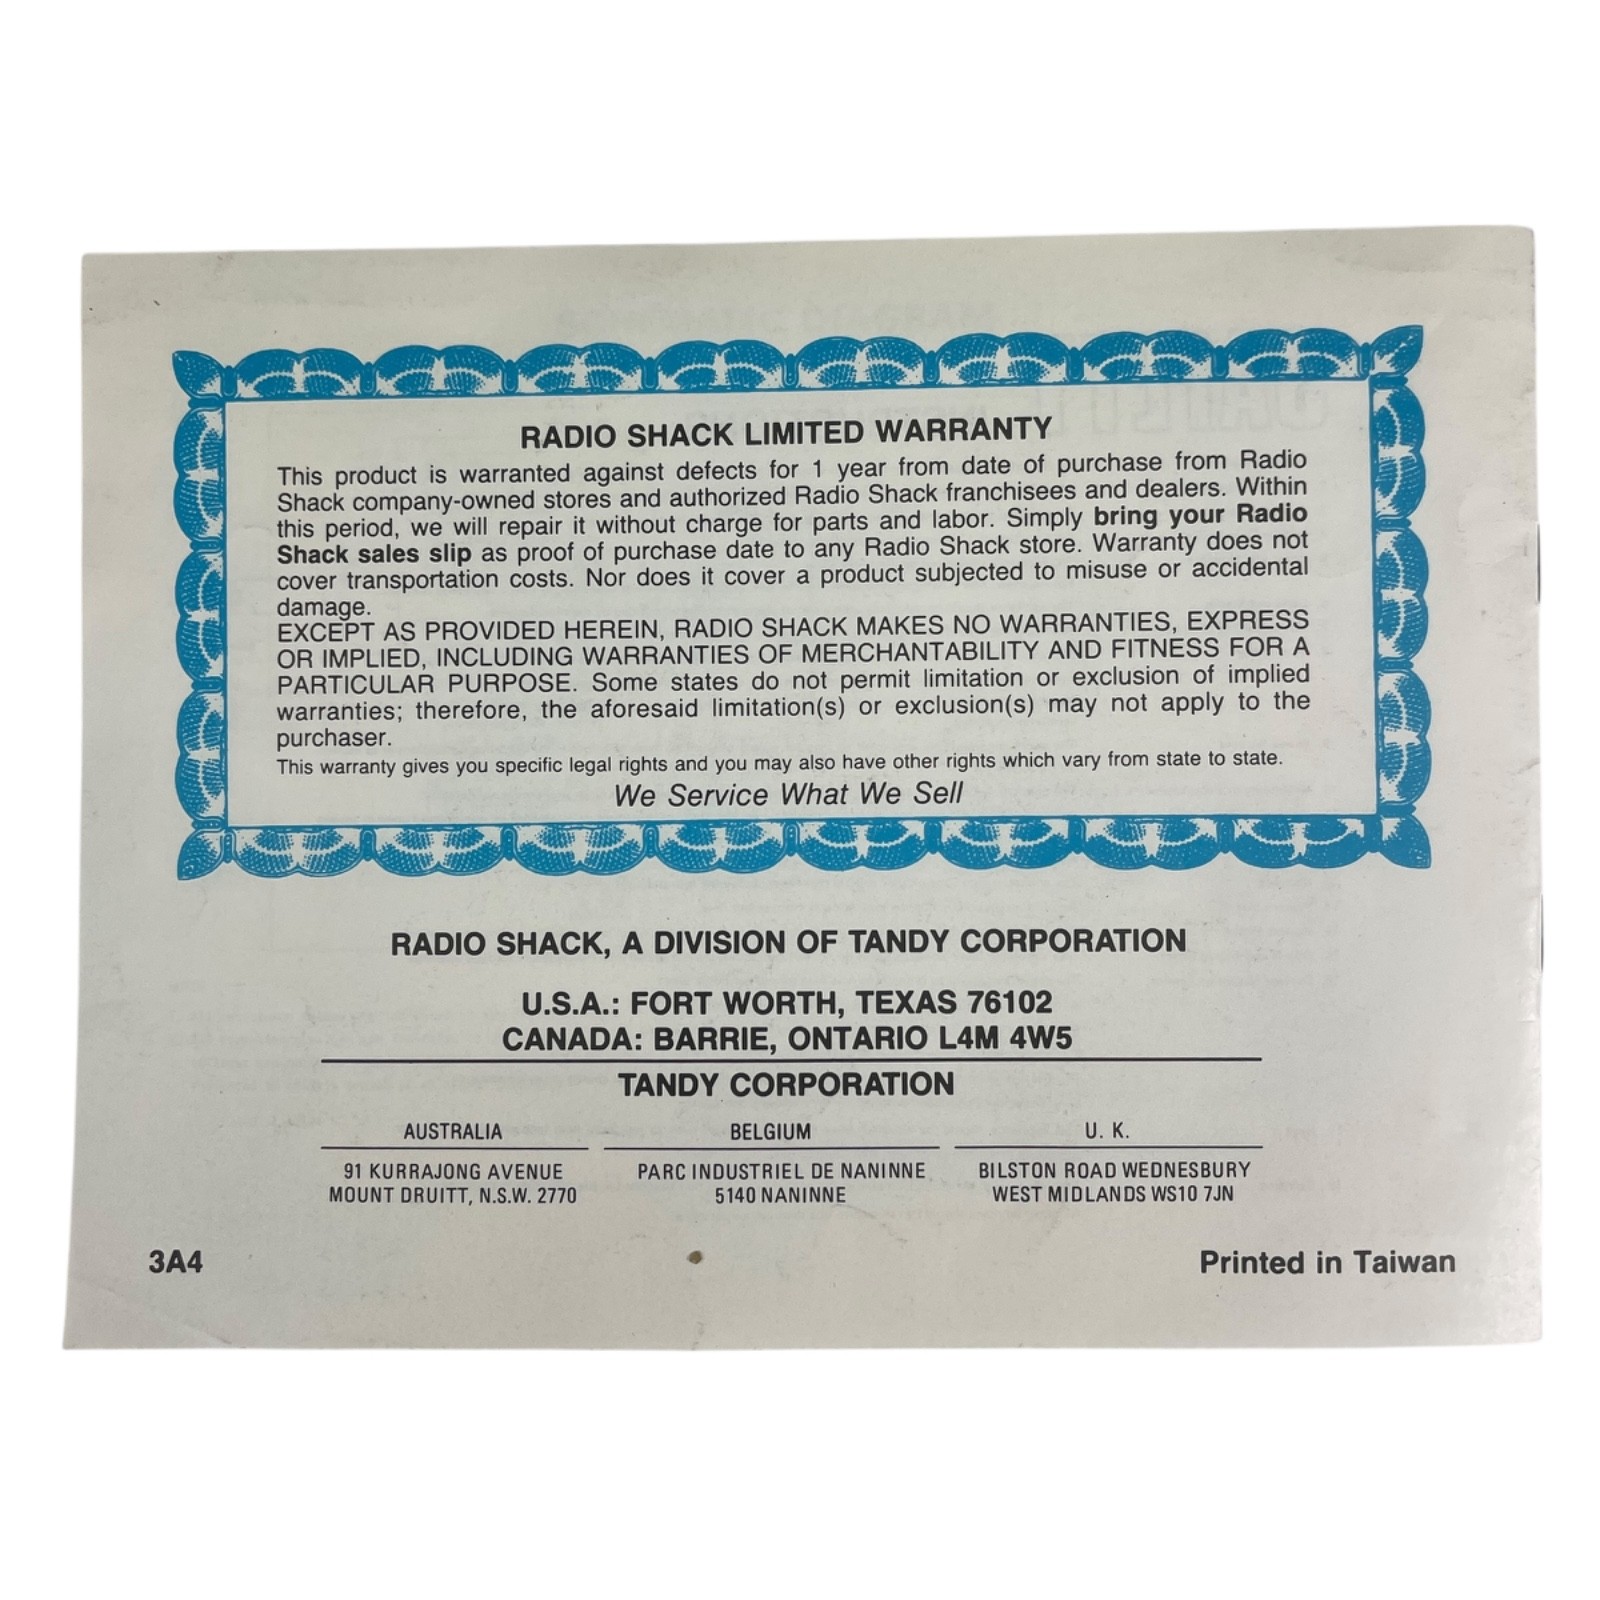 RADIO SHACK LIMITED WARRANTY
This product is warranted against defects for 1 year from date of purchase from Radio
Shack company-owned stores and authorized Radio Shack franchisees and dealers. Within
this period, we will repair it without charge for parts and labor. Simply bring your Radio
Shack sales slip as proof of purchase date to any Radio Shack store. Warranty does not
cover transportation costs. Nor does it cover a product subjected to misuse or accidental
damage.
EXCEPT AS PROVIDED HEREIN, RADIO SHACK MAKES NO WARRANTIES, EXPRESS
OR IMPLIED, INCLUDING WARRANTIES OF MERCHANTABILITY AND FITNESS FOR A
PARTICULAR PURPOSE. Some states do not permit limitation or exclusion of implied
warranties; therefore, the aforesaid limitation(s) or exclusion(s) may not apply to the
purchaser.
This warranty gives you specific legal rights and you may also have other rights which vary from state to state.
We Service What We Sell
RADIO SHACK, A DIVISION OF TANDY CORPORATION
U.S.A.: FORT WORTH, TEXAS 76102
CANADA: BARRIE, ONTARIO L4M 4W5
TANDY CORPORATION
AUSTRALIA
91 KURRAJONG AVENUE
MOUNT DRUITT, N.S.W. 2770
BELGIUM
PARC INDUSTRIEL DE NANINNE
5140 NANINNE
U. K.
BILSTON ROAD WEDNESBURY
WEST MIDLANDS WS10 7JN
3A4
Printed in Taiwan